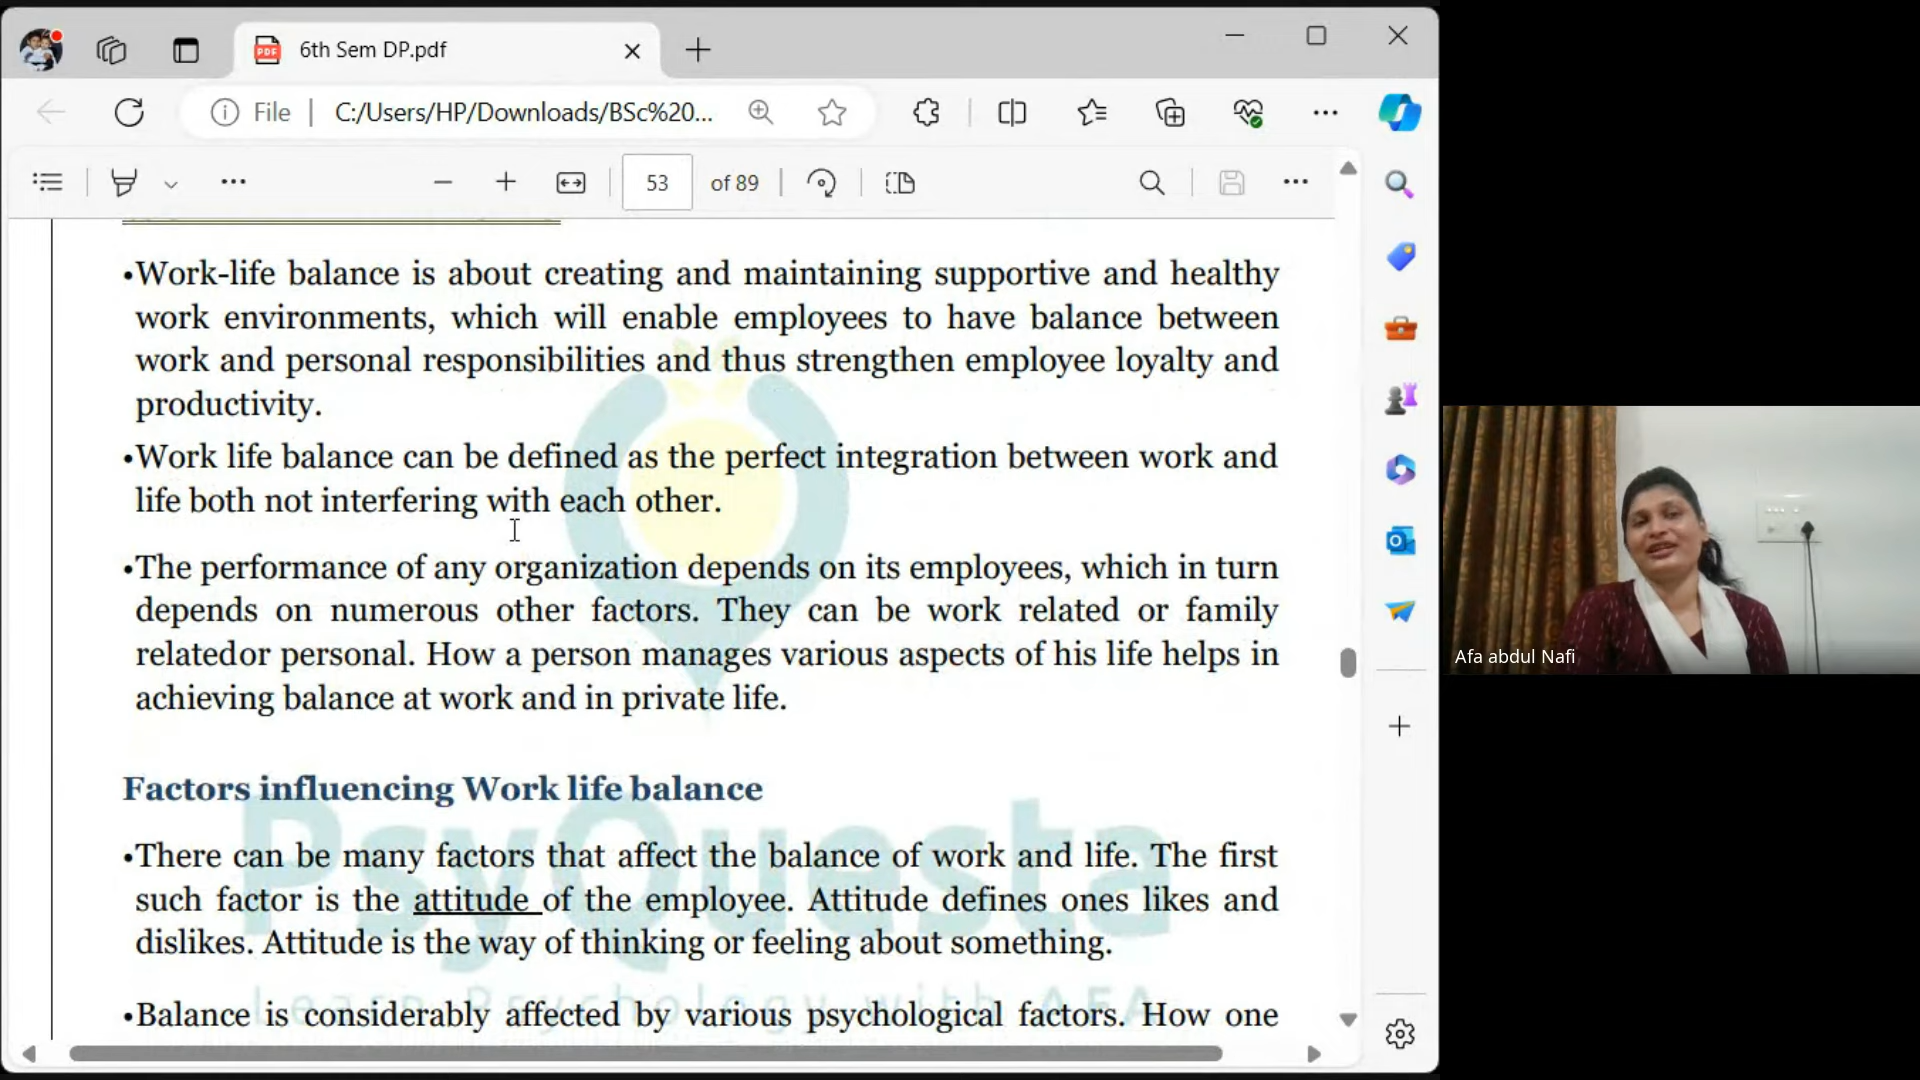 6th Sem DP.pdf
File C:/Users/HP/Downloads/BSc%20...
53 of 89
•Work-life balance is about creating and maintaining supportive and healthy
work environments, which will enable employees to have balance between
work and personal responsibilities and thus strengthen employee loyalty and
productivity.
•Work life balance can be defined as the perfect integration between work and
life both not interfering with each other.
•The performance of any organization depends on its employees, which in turn
depends on numerous other factors. They can be work related or family
relatedor personal. How a person manages various aspects of his life helps in
achieving balance at work and in private life.
Factors influencing Work life balance
•There can be many factors that affect the balance of work and life. The first
such factor is the attitude of the employee. Attitude defines ones likes and
dislikes. Attitude is the way of thinking or feeling about something.
•Balance is considerably affected by various psychological factors. How one
PsyQuesta
Learn Psychology with AFA
Afa abdul Nafi